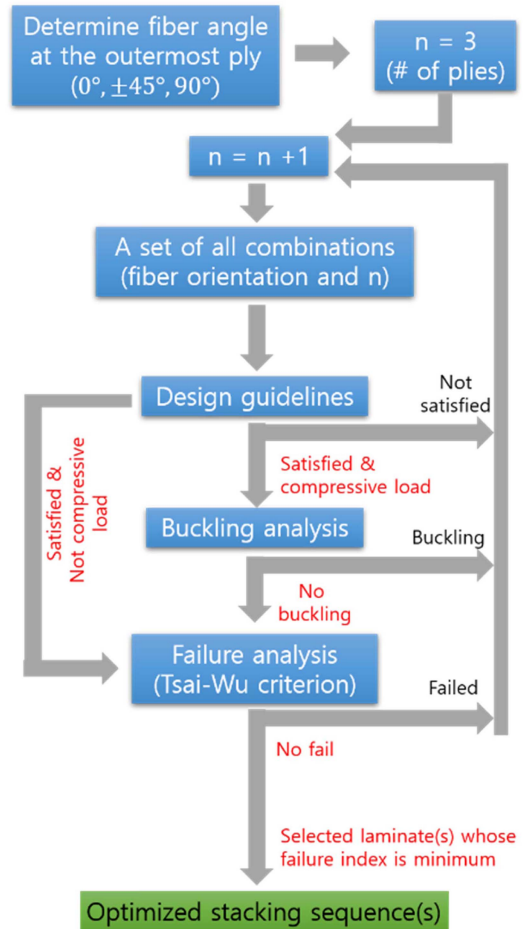 Determine fiber angle
at the outermost ply
(0°, ±45°, 90°)
n = 3
(# of plies)
n = n +1
A set of all combinations
(fiber orientation and n)
Design guidelines
Not
satisfied
Satisfied &
compressive load
Satisfied &
Not compressive
load
Buckling analysis
Buckling
No
buckling
Failure analysis
(Tsai-Wu criterion)
Failed
No fail
Selected laminate(s) whose
failure index is minimum
Optimized stacking sequence(s)